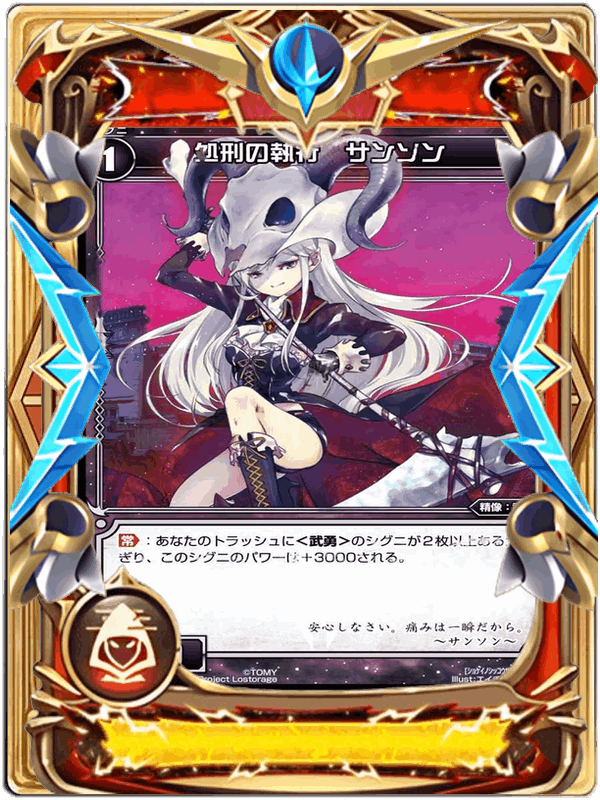 1
処刑の執行 サンソン
精像：
常：あなたのトラッシュに＜武勇＞のシグニが２枚以上ある
ぎり、このシグニのパワーは＋3000される。
安心しなさい。痛みは一瞬だから。
～サンソン～
©TOMY
Project Lostorage
Illust:エイチ